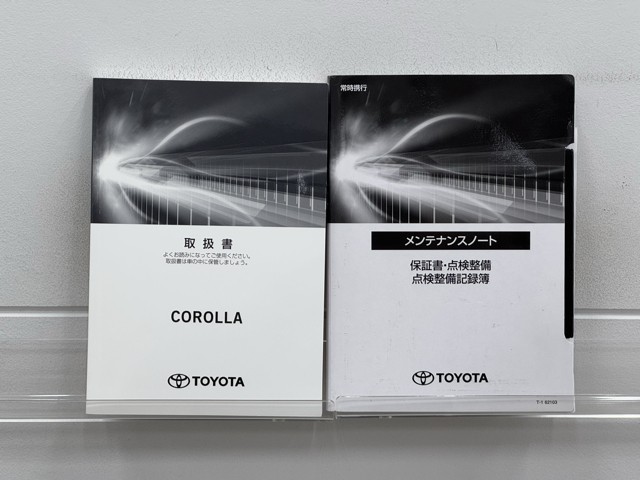 取扱書
よくお読みになってご使用ください。
取扱書は車の中に保管しましょう。
COROLLA
TOYOTA
常時携行
メンテナンスノート
保証書・点検整備
点検整備記録簿
TOYOTA